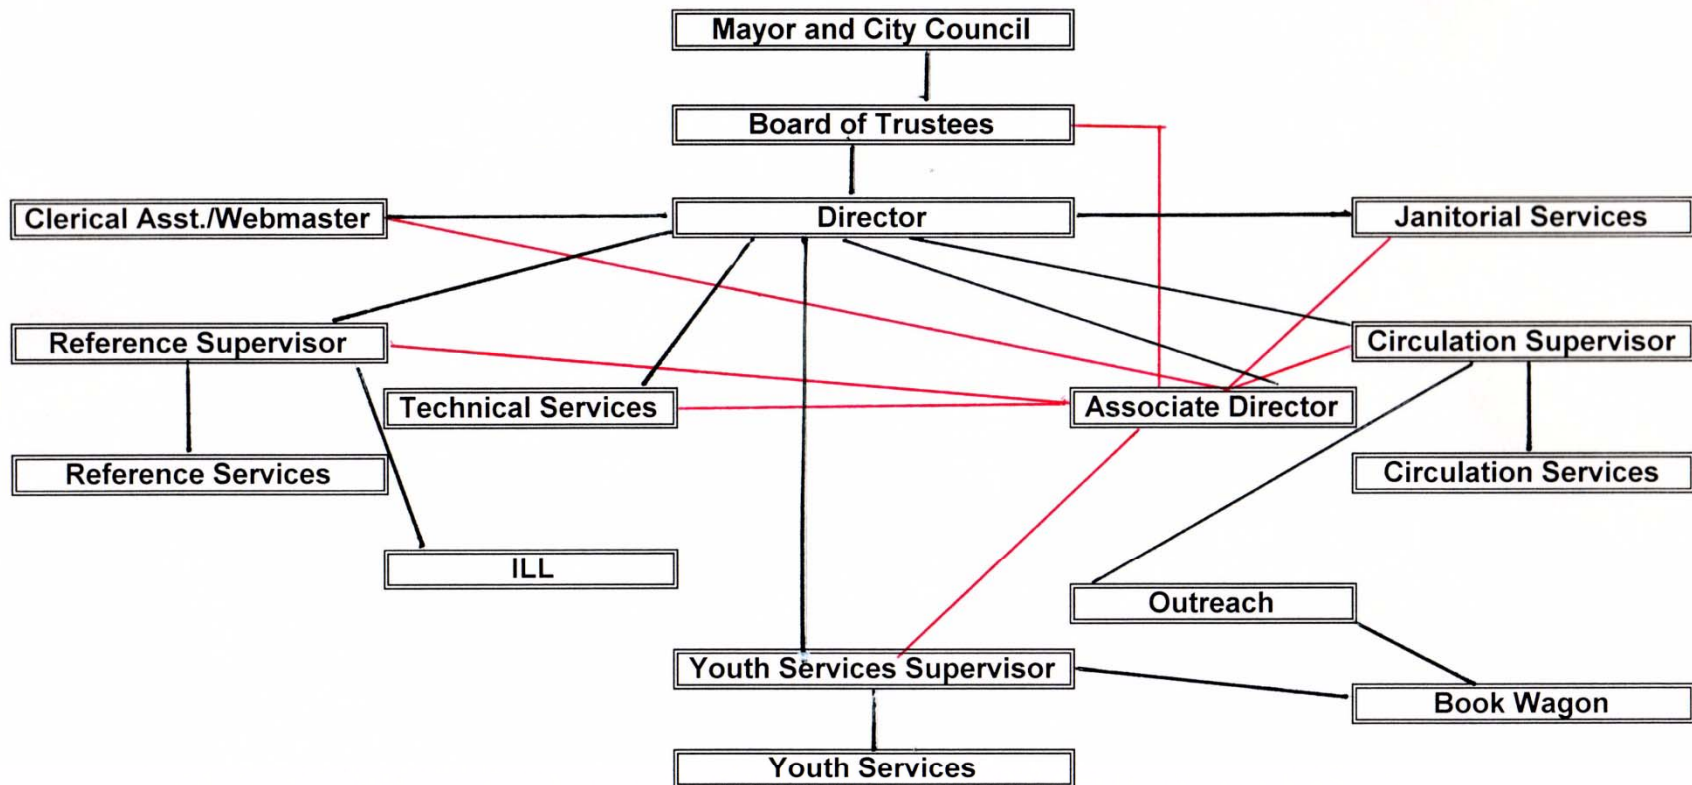 Mayor and City Council
Board of Trustees
Clerical Asst./Webmaster
Director
Janitorial Services
Reference Supervisor
Circulation Supervisor
Technical Services
Associate Director
Reference Services
Circulation Services
ILL
Outreach
Youth Services Supervisor
Book Wagon
Youth Services